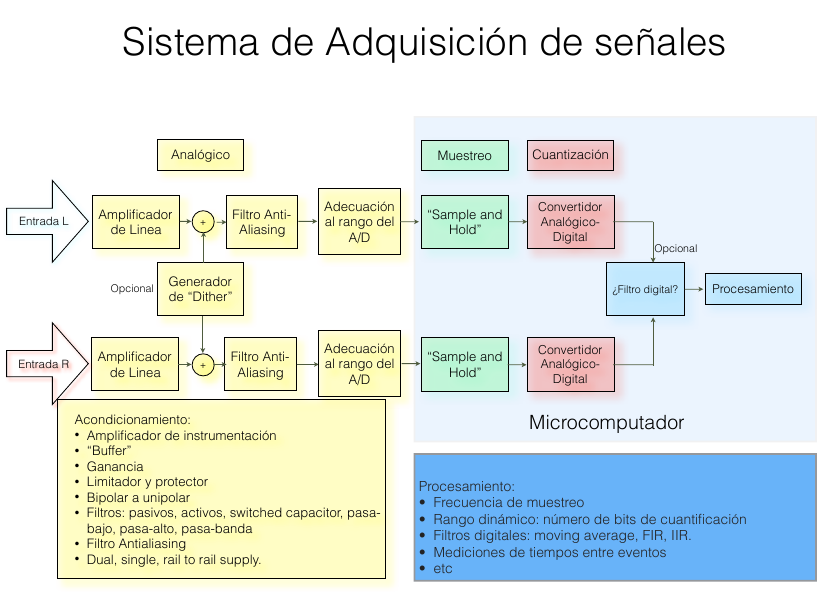 Sistema de Adquisición de señales
Analógico
Muestreo
Cuantización
Entrada L
Amplificador
de Linea
+
Filtro Anti-
Aliasing
Adecuación
al rango del
A/D
“Sample and
Hold”
Convertidor
Analógico-
Digital
Opcional
Opcional
Generador
de “Dither”
¿Filtro digital?
Procesamiento
Entrada R
Amplificador
de Linea
+
Filtro Anti-
Aliasing
Adecuación
al rango del
A/D
“Sample and
Hold”
Convertidor
Analógico-
Digital
Microcomputador
Acondicionamiento:
• Amplificador de instrumentación
• “Buffer”
• Ganancia
• Limitador y protector
• Bipolar a unipolar
• Filtros: pasivos, activos, switched capacitor, pasa-
bajo, pasa-alto, pasa-banda
• Filtro Antialiasing
• Dual, single, rail to rail supply.
Procesamiento:
• Frecuencia de muestreo
• Rango dinámico: número de bits de cuantificación
• Filtros digitales: moving average, FIR, IIR.
• Mediciones de tiempos entre eventos
• etc